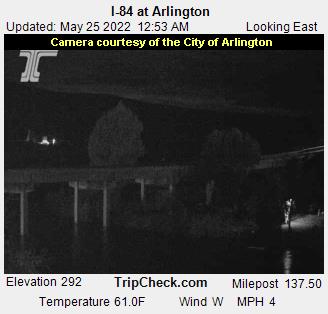 I-84 at Arlington
Updated: May 25 2022 12:53 AM Looking East
Camera courtesy of the City of Arlington
Elevation 292 TripCheck.com Milepost 137.50
Temperature 61.0F Wind W MPH 4